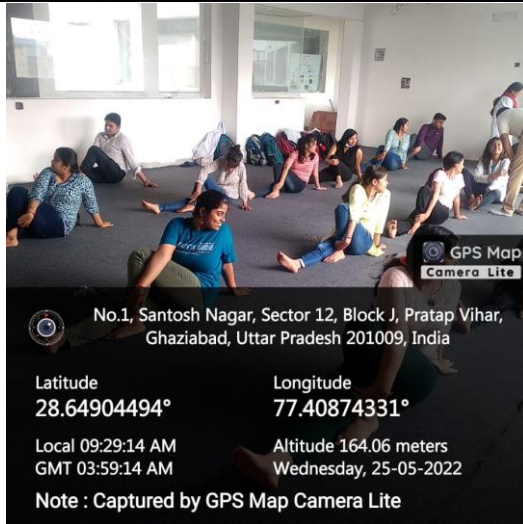 GPS Map
Camera Lite
No.1, Santosh Nagar, Sector 12, Block J, Pratap Vihar,
Ghaziabad, Uttar Pradesh 201009, India
Latitude
28.64904494°
Longitude
77.40874331°
Local 09:29:14 AM
GMT 03:59:14 AM
Altitude 164.06 meters
Wednesday, 25-05-2022
Note : Captured by GPS Map Camera Lite